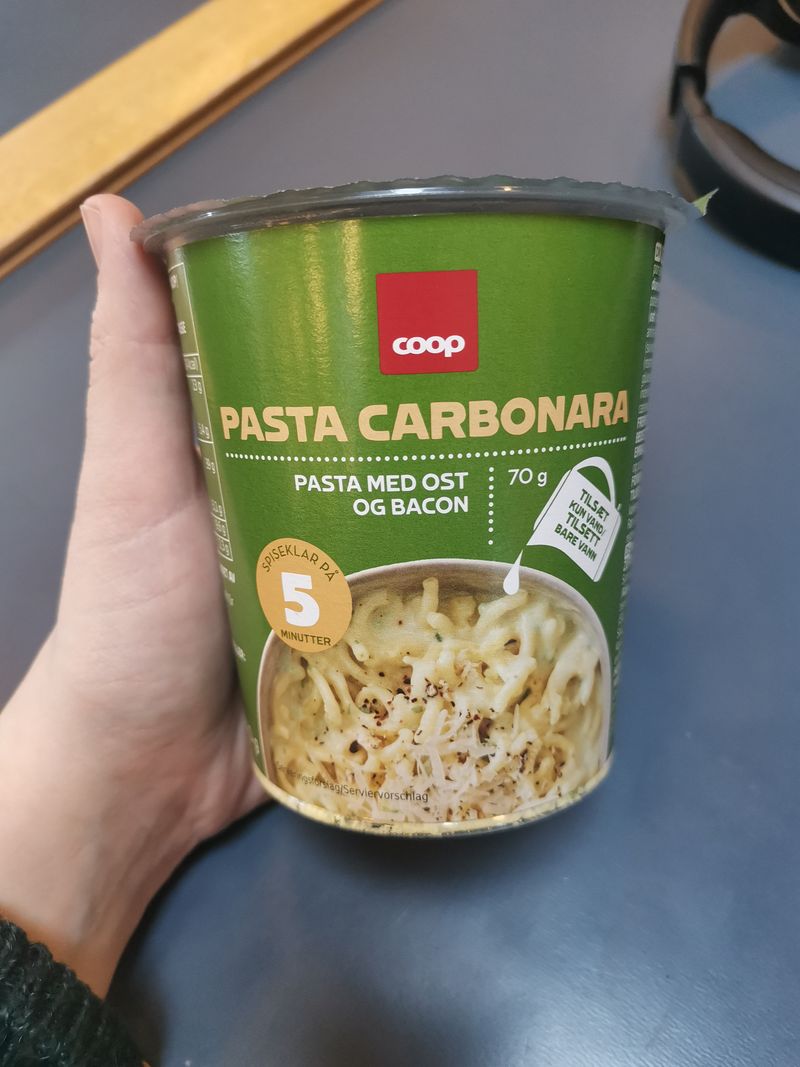 coop
PASTA CARBONARA
PASTA MED OST
OG BACON
70 g
TILSÆT
KUN VAND/
TILSETT
BARE VANN
SPISEKLAR PÅ
5
MINUTTER
Serveringsforslag/Serviervorschlag